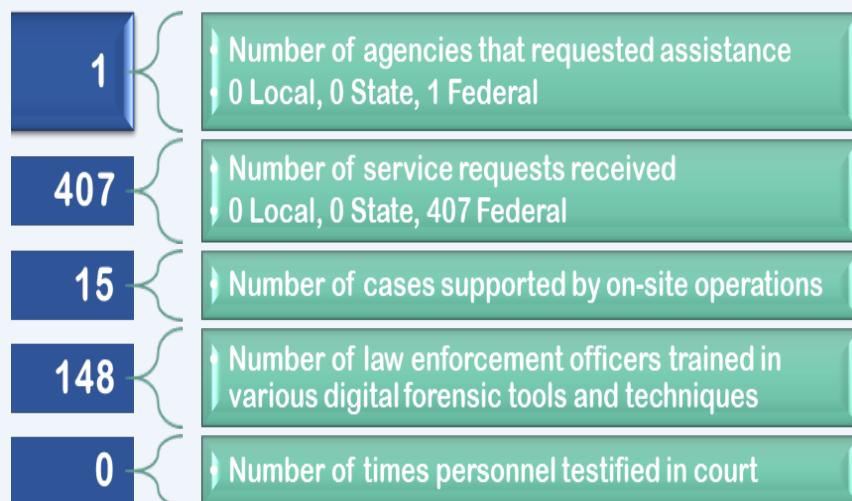 1
• Number of agencies that requested assistance
• 0 Local, 0 State, 1 Federal
407
• Number of service requests received
• 0 Local, 0 State, 407 Federal
15
• Number of cases supported by on-site operations
148
• Number of law enforcement officers trained in
various digital forensic tools and techniques
0
• Number of times personnel testified in court